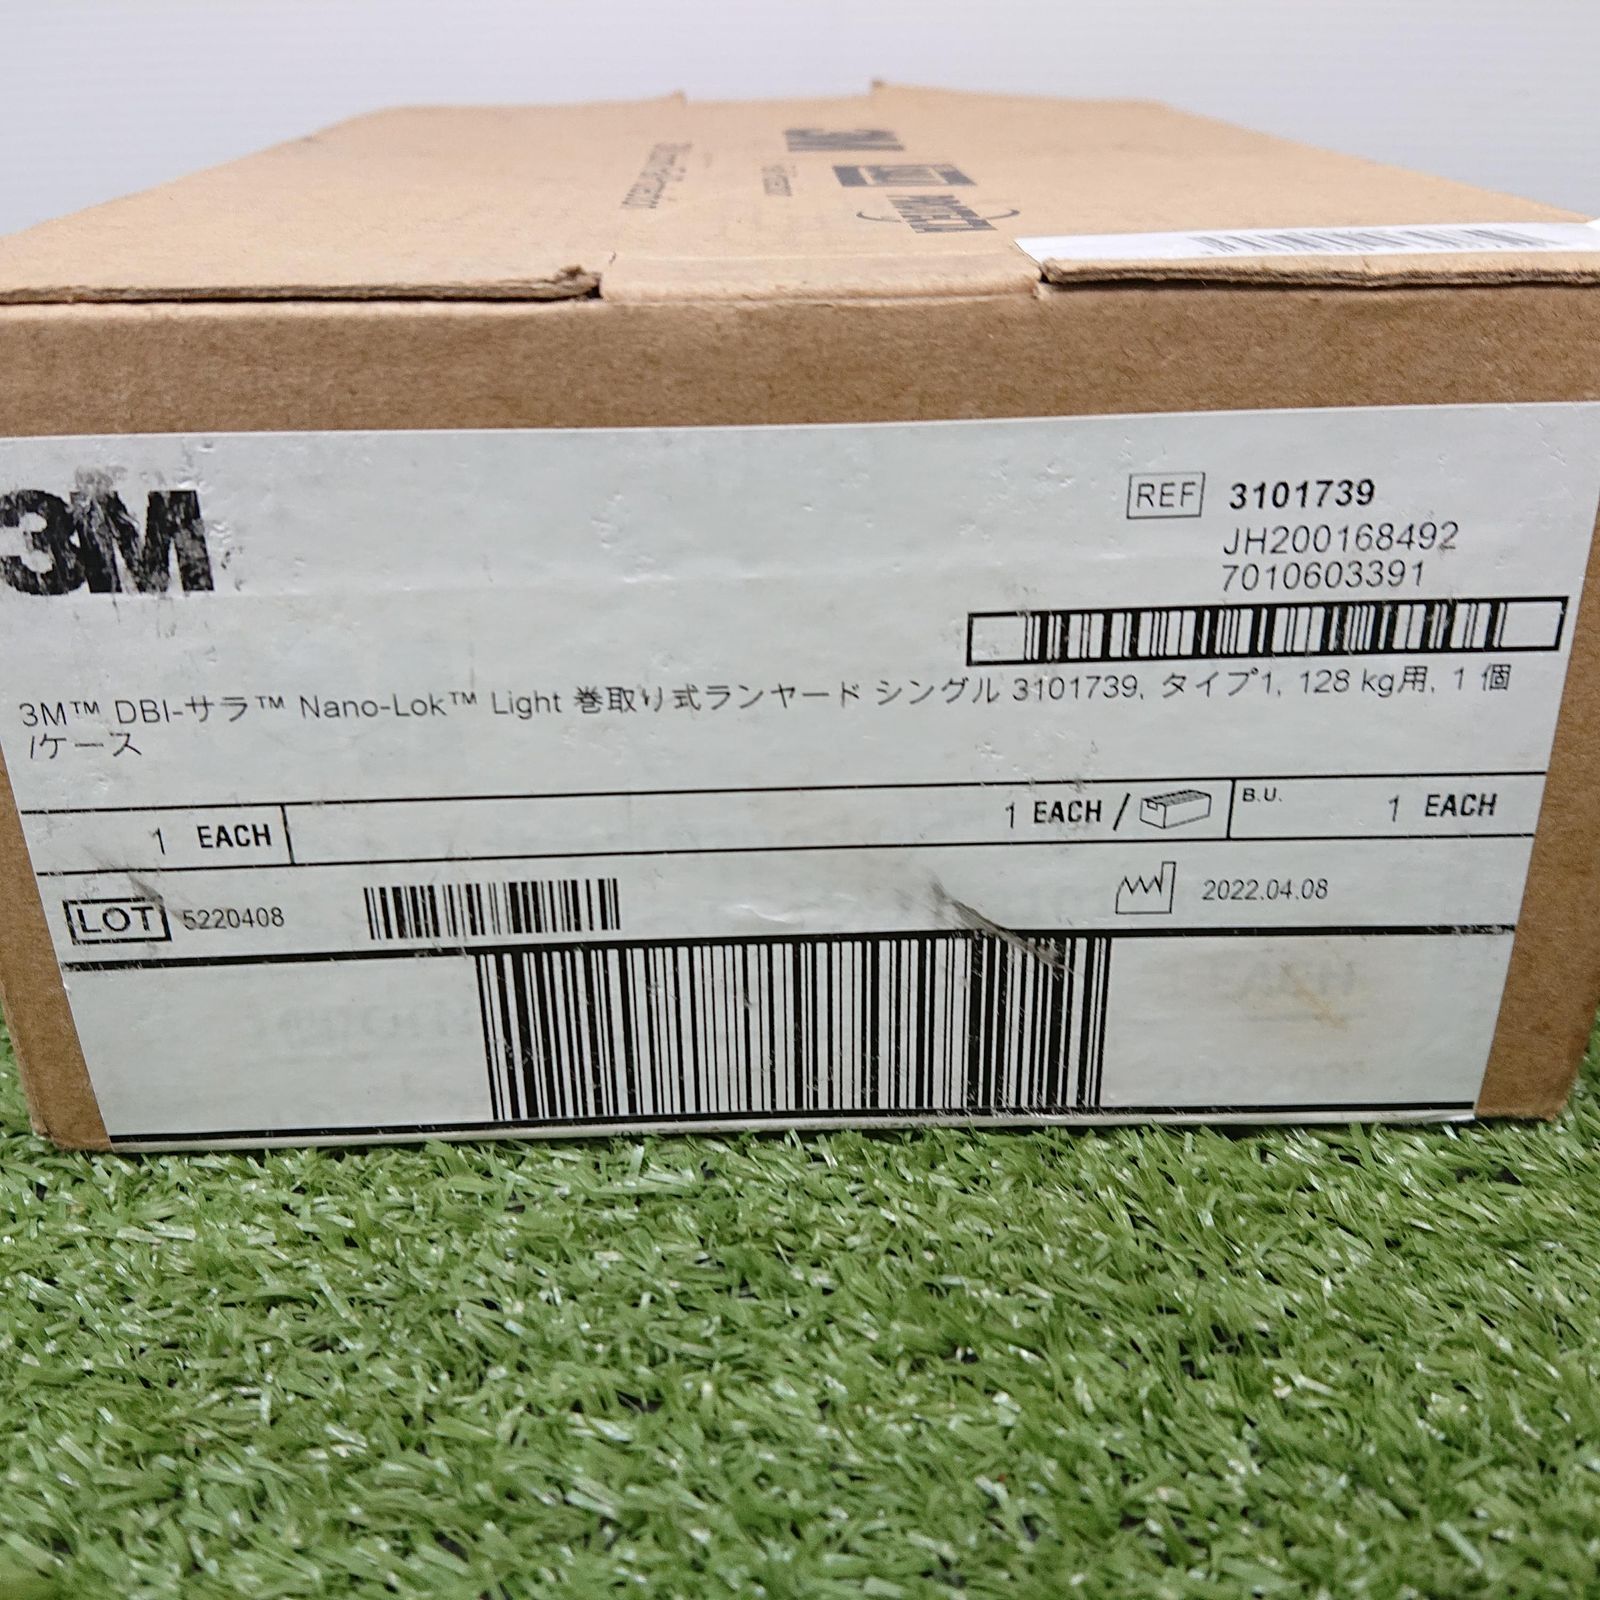 3M
PROTECTA
3M
REF 3101739
JH200168492
7010603391
3M™ DBI-サラ™ Nano-Lok™ Light 巻取り式ランヤード シングル 3101739, タイプ1, 128 kg用, 1 個
/ケース
1 EACH 1 EACH / B.U. 1 EACH
LOT 5220408 2022.04.08